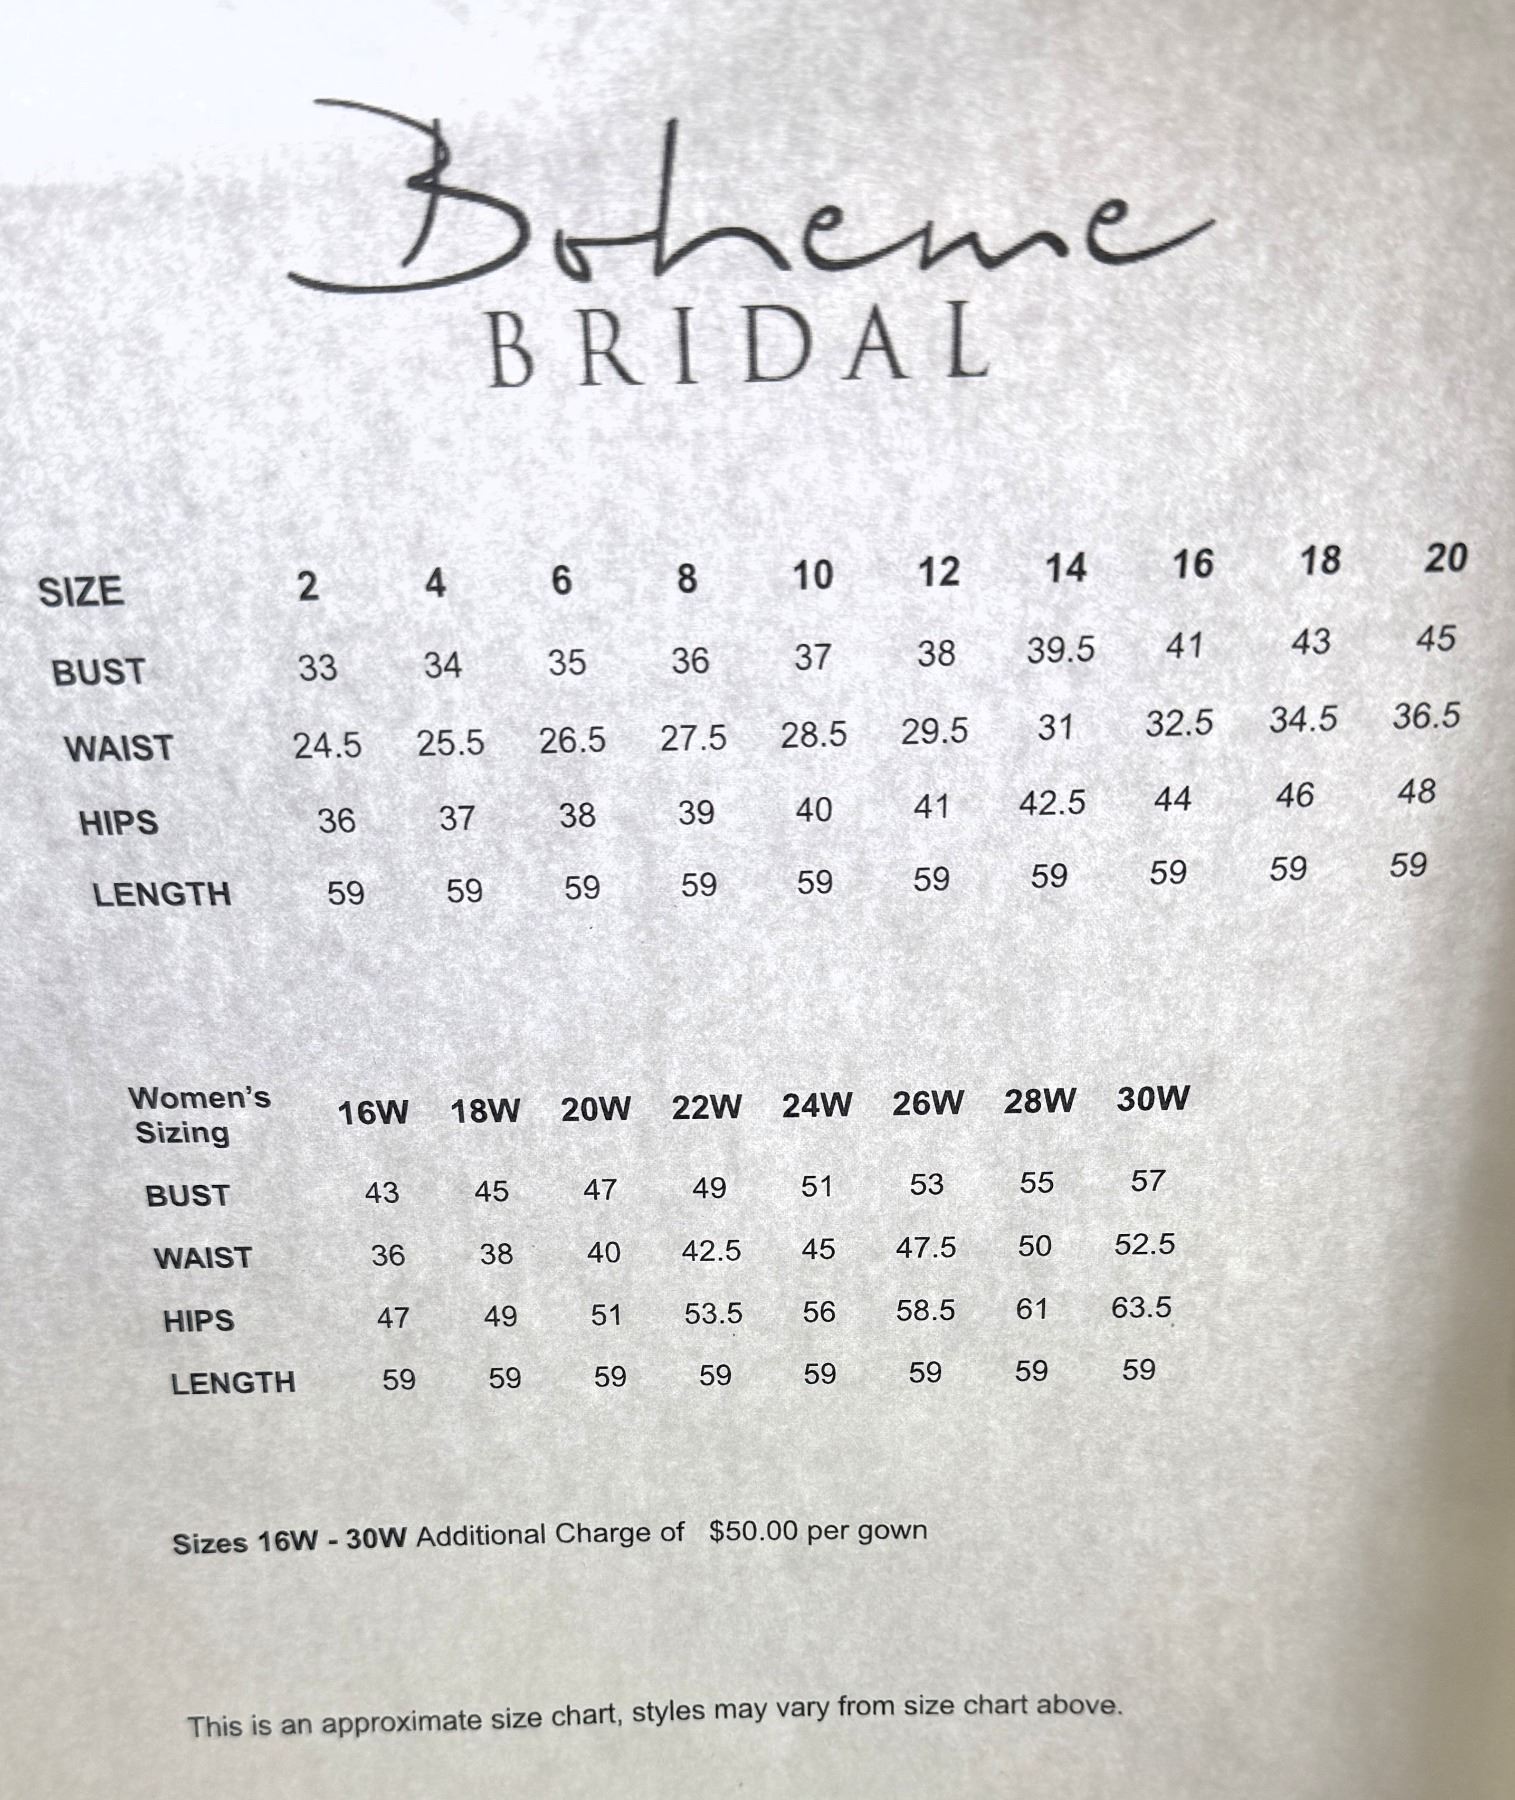 Boheme
BRIDAL
SIZE 2 4 6 8 10 12 14 16 18 20
BUST 33 34 35 36 37 38 39.5 41 43 45
WAIST 24.5 25.5 26.5 27.5 28.5 29.5 31 32.5 34.5 36.5
HIPS 36 37 38 39 40 41 42.5 44 46 48
LENGTH 59 59 59 59 59 59 59 59 59 59
Women's
Sizing 16W 18W 20W 22W 24W 26W 28W 30W
BUST 43 45 47 49 51 53 55 57
WAIST 36 38 40 42.5 45 47.5 50 52.5
HIPS 47 49 51 53.5 56 58.5 61 63.5
LENGTH 59 59 59 59 59 59 59 59
Sizes 16W - 30W Additional Charge of $50.00 per gown
This is an approximate size chart, styles may vary from size chart above.